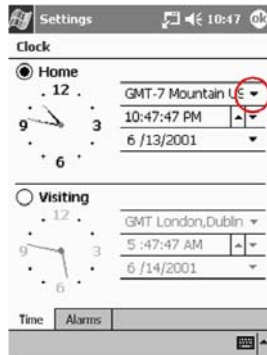 Settings 10:47 ok
Clock
Home
12
9 3
6
GMT-7 Mountain US
10:47:47 PM
6 /13/2001
Visiting
12
9 3
6
GMT London,Dublin
5 :47:47 AM
6 /14/2001
Time Alarms